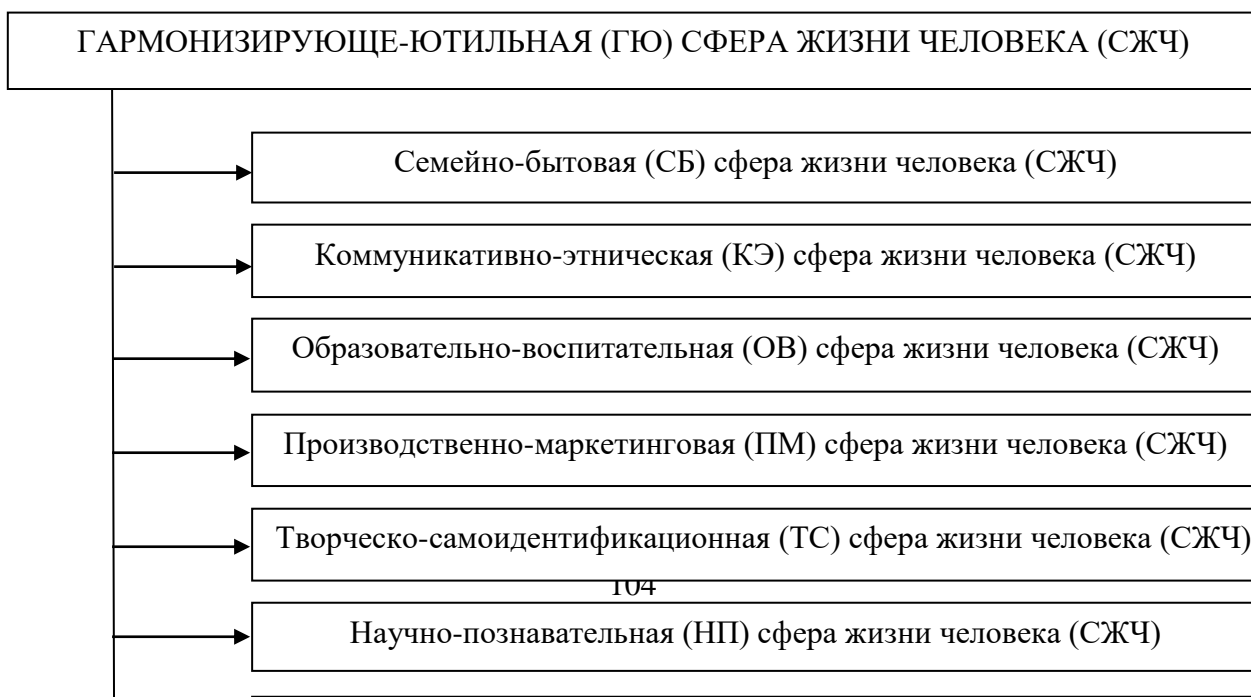 ГАРМОНИЗИРУЮЩЕ-ЮТИЛЬНАЯ (ГЮ) СФЕРА ЖИЗНИ ЧЕЛОВЕКА (СЖЧ)
Семейно-бытовая (СБ) сфера жизни человека (СЖЧ)
Коммуникативно-этническая (КЭ) сфера жизни человека (СЖЧ)
Образовательно-воспитательная (ОВ) сфера жизни человека (СЖЧ)
Производственно-маркетинговая (ПМ) сфера жизни человека (СЖЧ)
Творческо-самоидентификационная (ТС) сфера жизни человека (СЖЧ)
104
Научно-познавательная (НП) сфера жизни человека (СЖЧ)